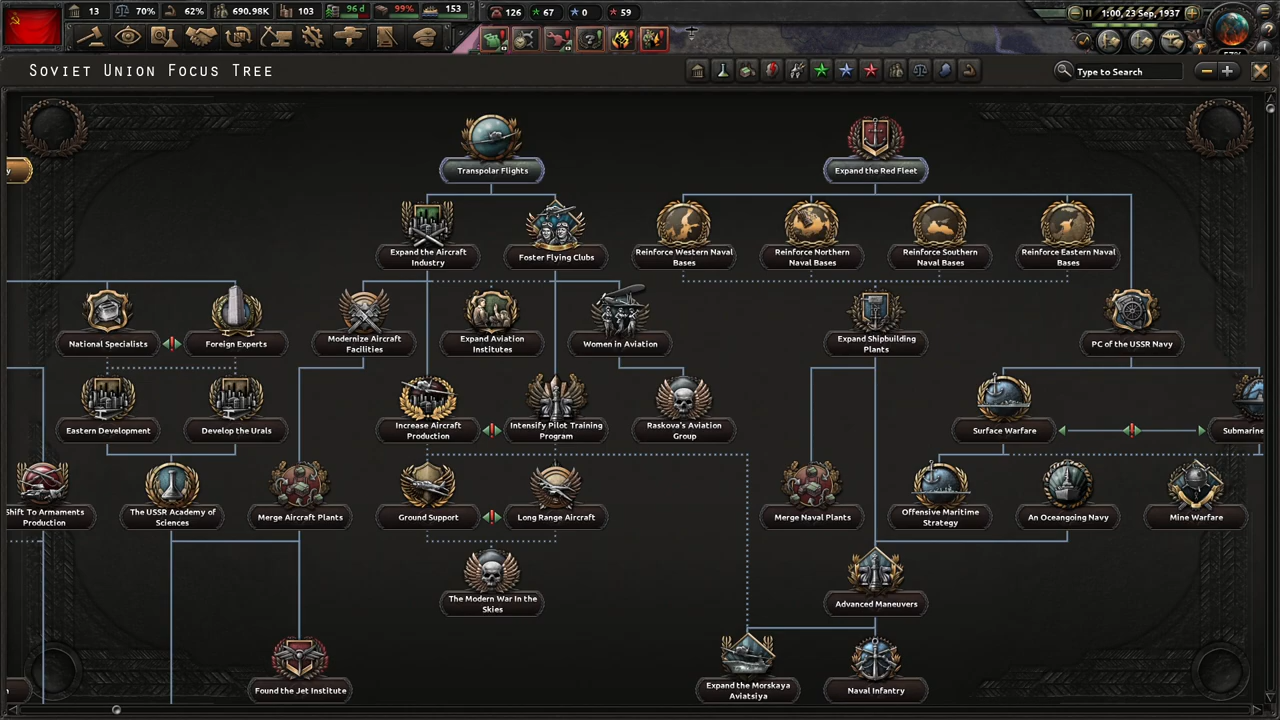 13 70% 62% 690.98K 103 96 d 99% 153 126 67 0 59 1:00, 23 Sep, 1937
57%
SOVIET UNION FOCUS TREE
Type to Search
Transpolar Flights
Expand the Red Fleet
y
Expand the Aircraft
Industry
Foster Flying Clubs
Reinforce Western Naval
Bases
Reinforce Northern
Naval Bases
Reinforce Southern
Naval Bases
Reinforce Eastern Naval
Bases
National Specialists
Foreign Experts
Modernize Aircraft
Facilities
Expand Aviation
Institutes
Women in Aviation
Expand Shipbuilding
Plants
PC of the USSR Navy
Eastern Development
Develop the Urals
Increase Aircraft
Production
Intensify Pilot Training
Program
Raskova's Aviation
Group
Surface Warfare
Submarine
Shift To Armaments
Production
The USSR Academy of
Sciences
Merge Aircraft Plants
Ground Support
Long Range Aircraft
Merge Naval Plants
Offensive Maritime
Strategy
An Oceangoing Navy
Mine Warfare
The Modern War In the
Skies
Advanced Maneuvers
Found the Jet Institute
Expand the Morskaya
Aviatsiya
Naval Infantry